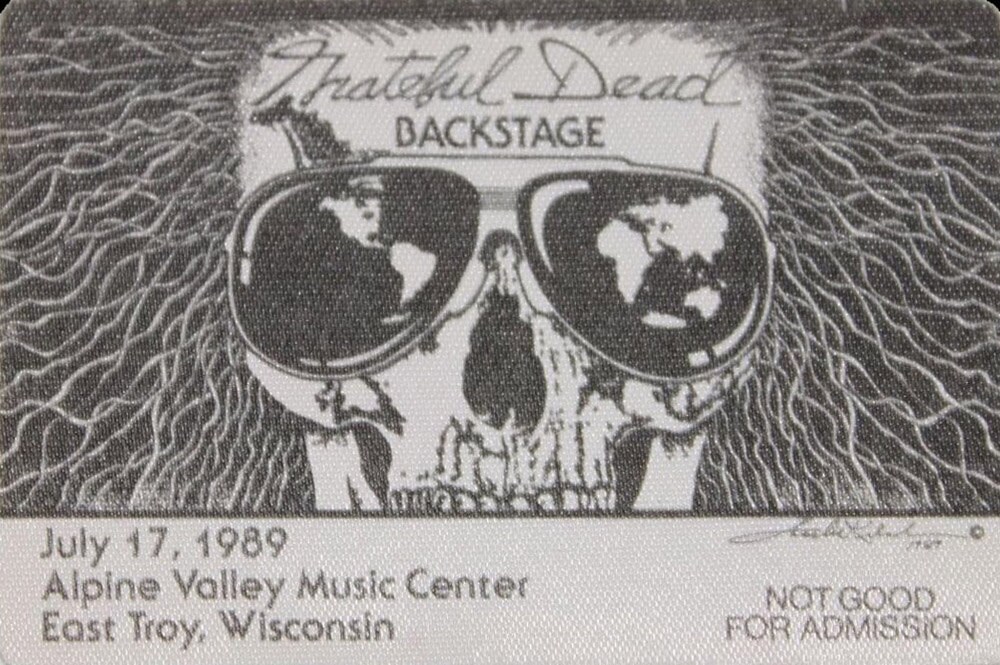 Grateful Dead
BACKSTAGE
July 17, 1989
Alpine Valley Music Center
East Troy, Wisconsin
©
NOT GOOD
FOR ADMISSION